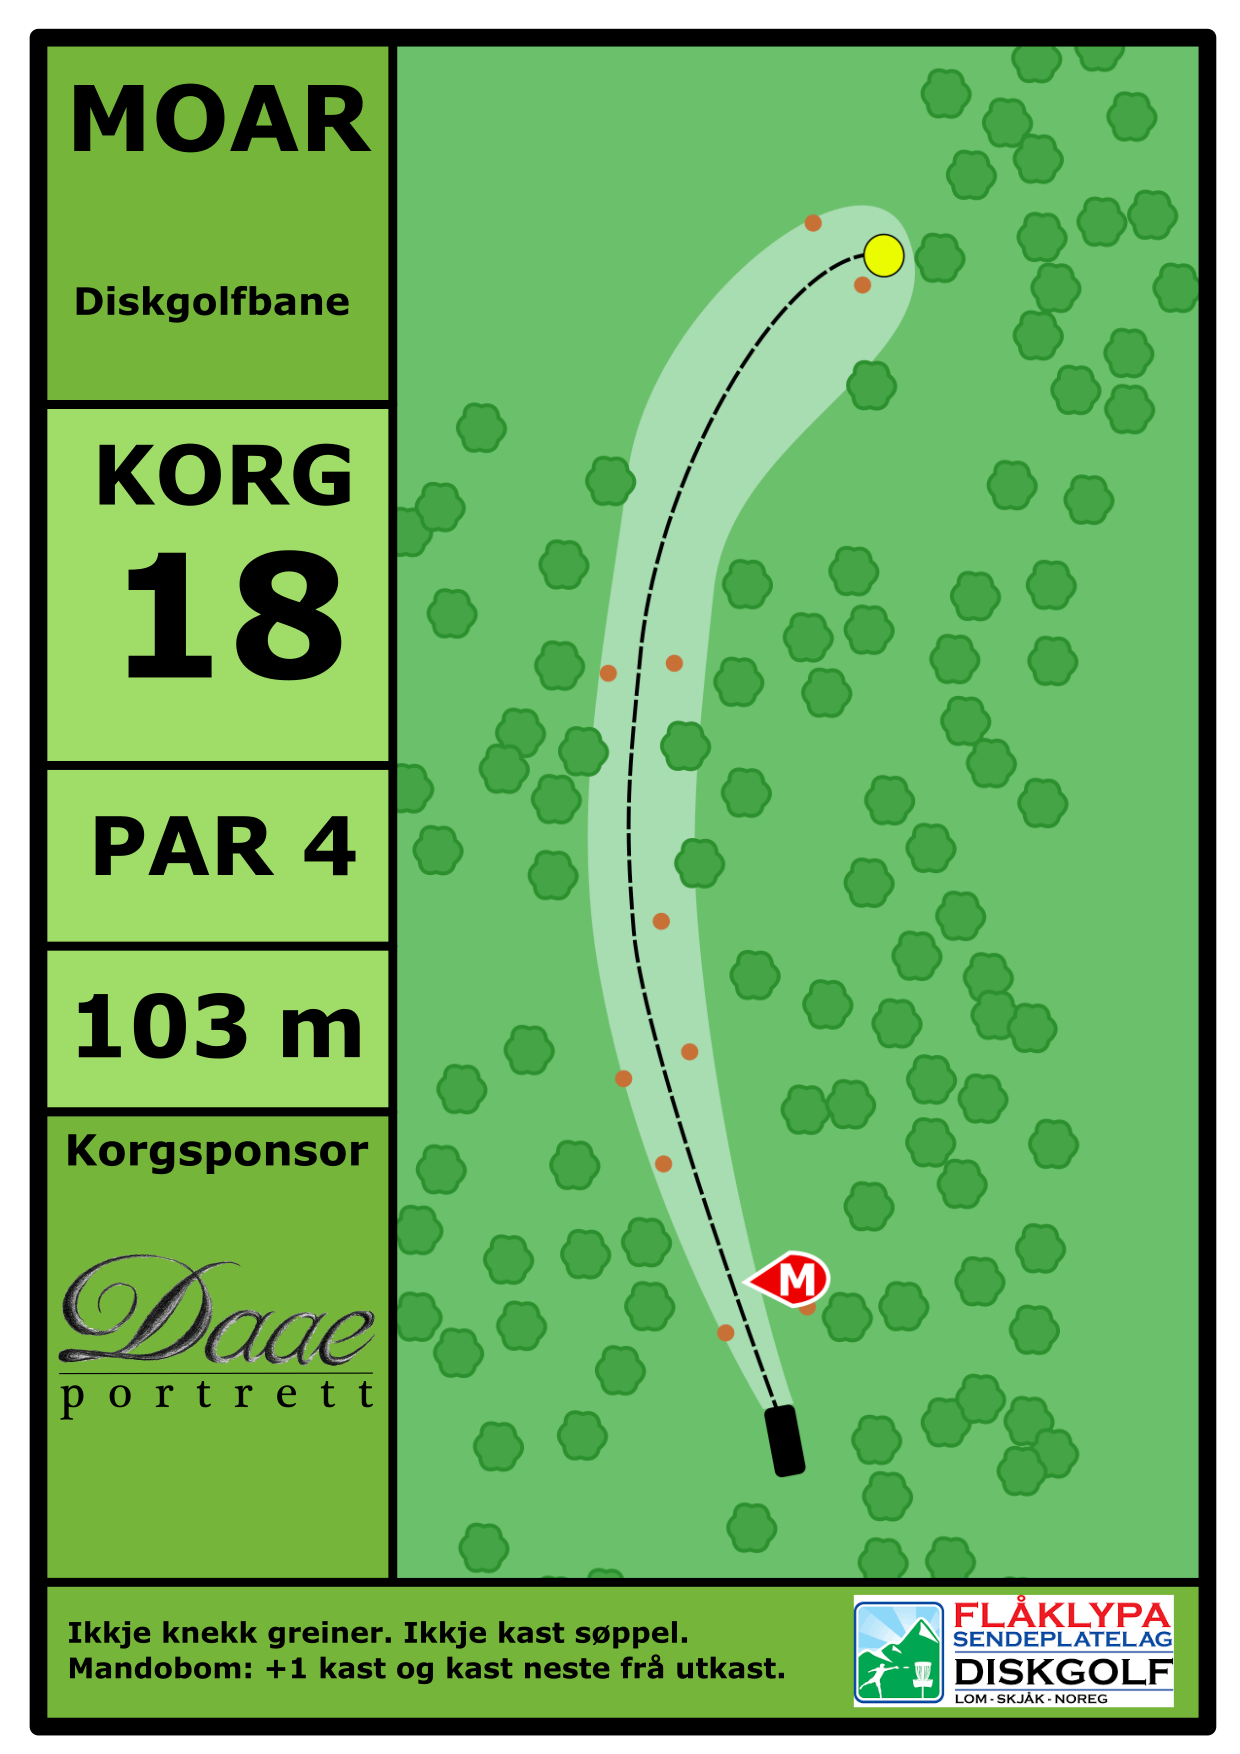 MOAR
Diskgolfbane
KORG
18
PAR 4
103 m
Korgsponsor
Daae
portrett
M
Ikkje knekk greiner. Ikkje kast søppel.
Mandobom: +1 kast og kast neste frå utkast.
FLÅKLYPA
SENDEPLATELAG
DISKGOLF
LOM - SKJÅK - NOREG